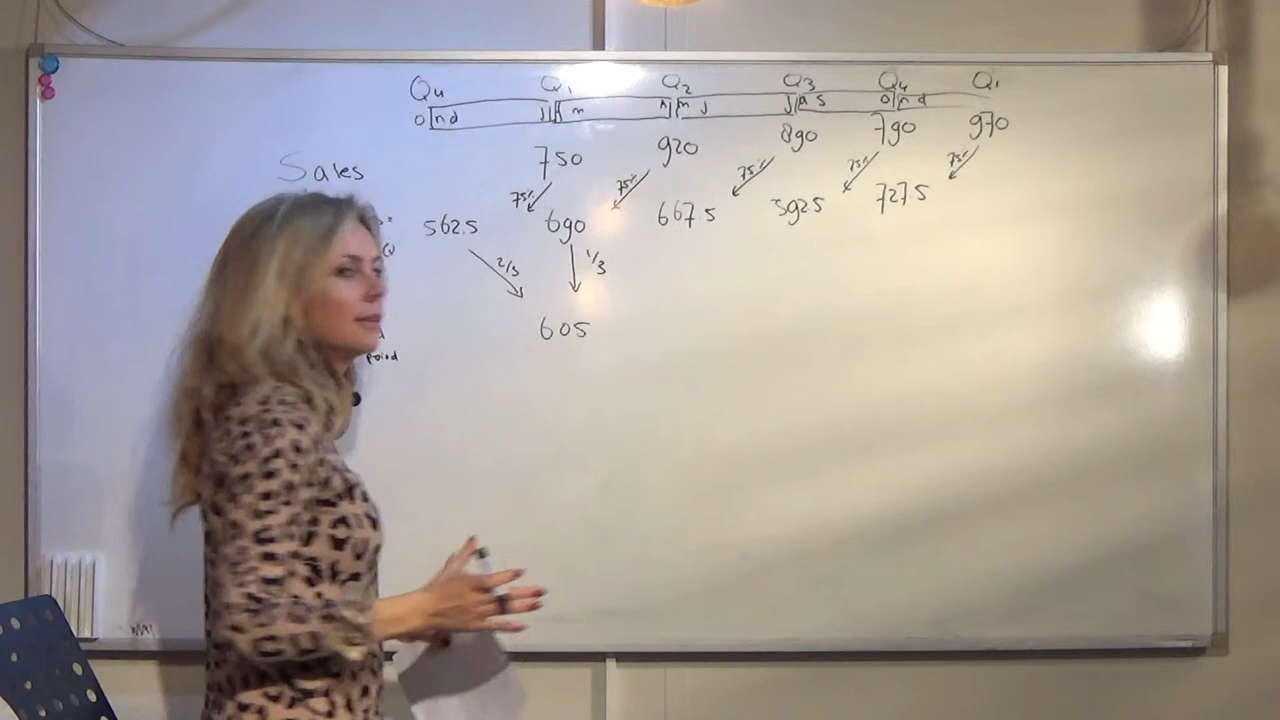 Q4 Q1 Q2 Q3 Q4 Q1
o n d j f m a m j j a s o n d
750 920 890 790 970
Sales
75% 75% 75% 75% 75%
562.5 690 667.5 592.5 727.5
2/3 1/3
605
period